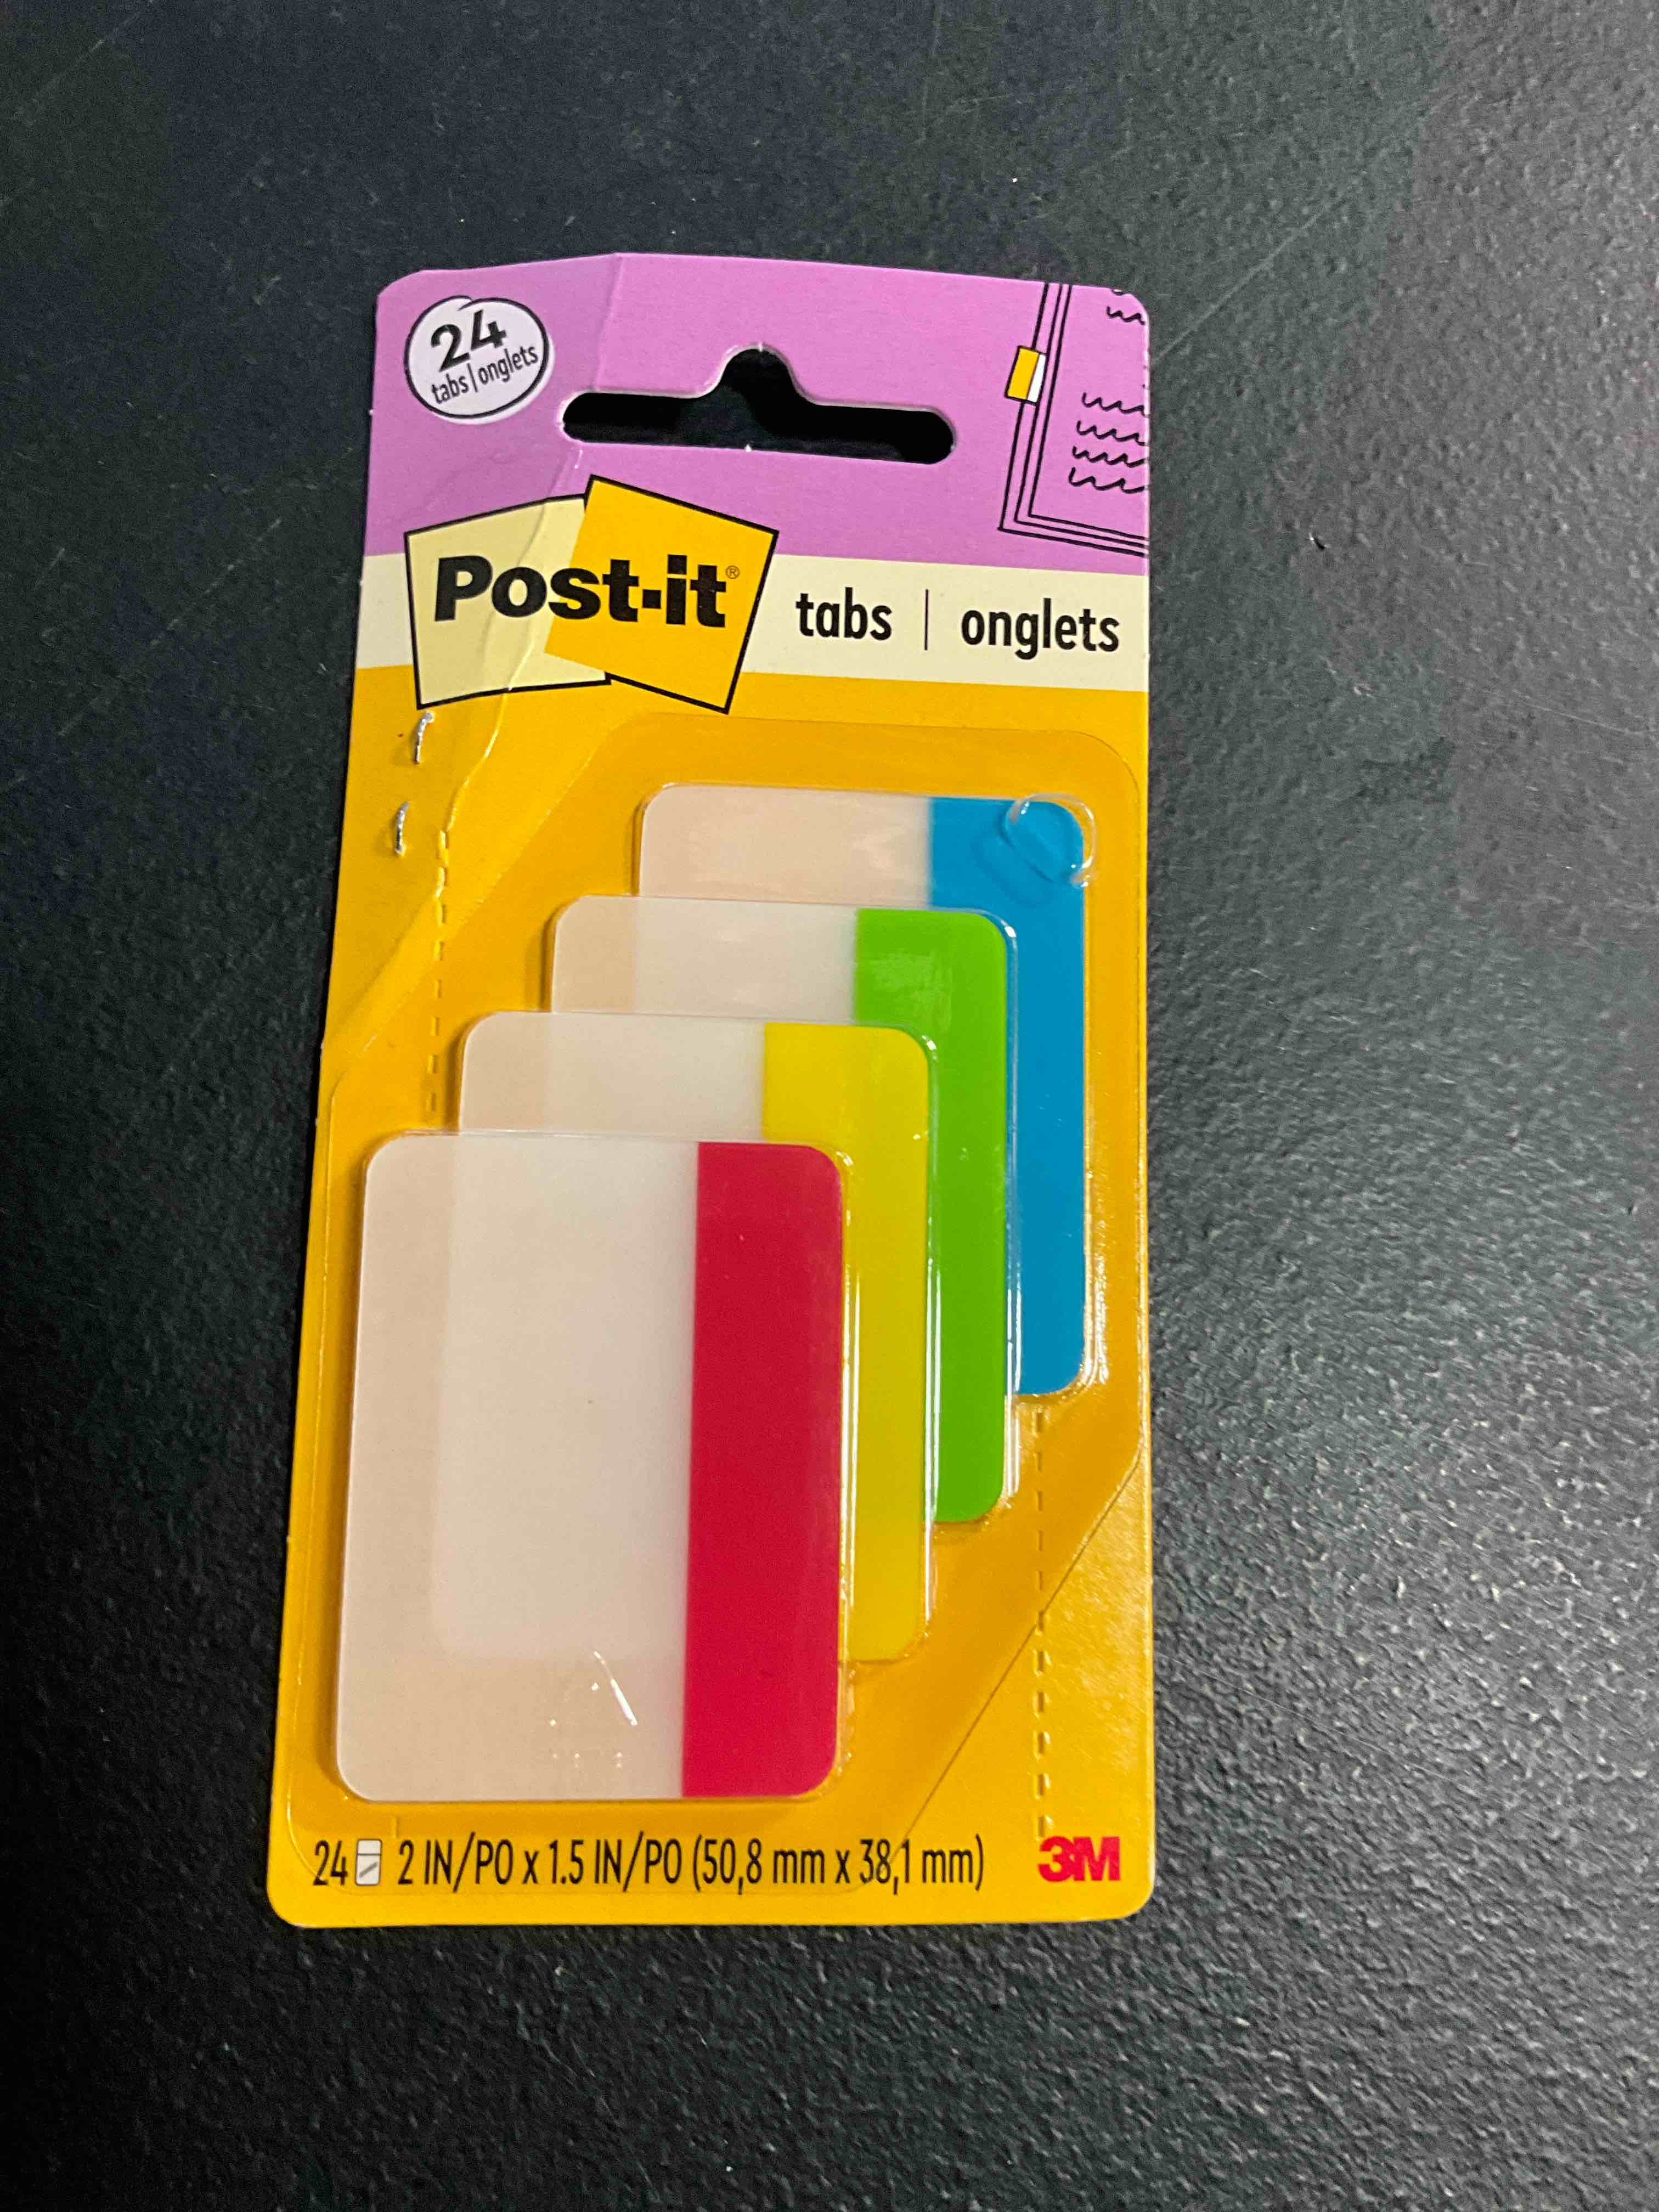 24
tabs | onglets
Post-it®
tabs | onglets
24 2 IN/PO x 1.5 IN/PO (50,8 mm x 38,1 mm)
3M